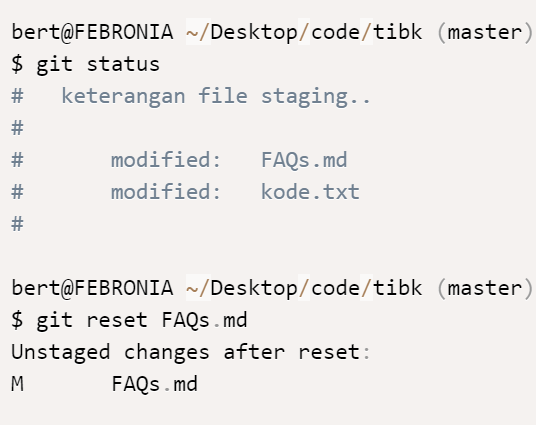 bert@FEBRONIA ~/Desktop/code/tibk (master)
$ git status
#   keterangan file staging..
#
#       modified:   FAQs.md
#       modified:   kode.txt
#
bert@FEBRONIA ~/Desktop/code/tibk (master)
$ git reset FAQs.md
Unstaged changes after reset:
M       FAQs.md